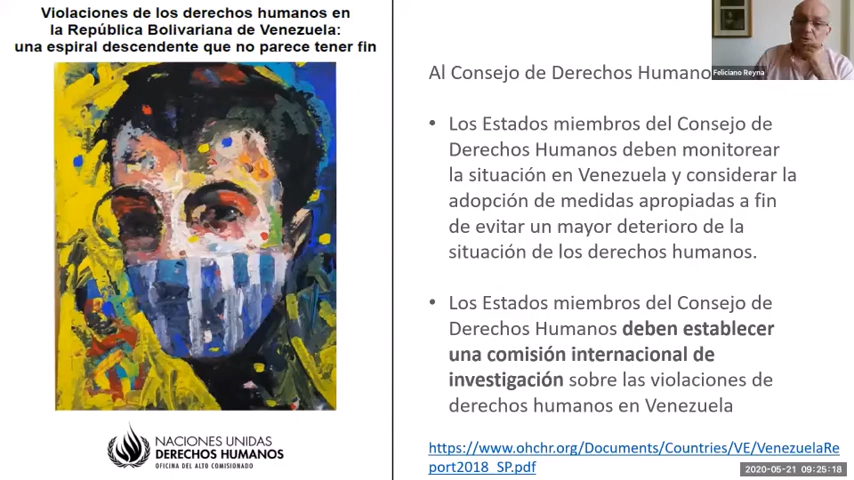 Violaciones de los derechos humanos en
la República Bolivariana de Venezuela:
una espiral descendente que no parece tener fin
NACIONES UNIDAS
DERECHOS HUMANOS
OFICINA DEL ALTO COMISIONADO
Al Consejo de Derechos Humano
• Los Estados miembros del Consejo de
Derechos Humanos deben monitorear
la situación en Venezuela y considerar la
adopción de medidas apropiadas a fin
de evitar un mayor deterioro de la
situación de los derechos humanos.
• Los Estados miembros del Consejo de
Derechos Humanos deben establecer
una comisión internacional de
investigación sobre las violaciones de
derechos humanos en Venezuela
https://www.ohchr.org/Documents/Countries/VE/VenezuelaRe
port2018_SP.pdf
Feliciano Reyna
2020-05-21 09:25:18